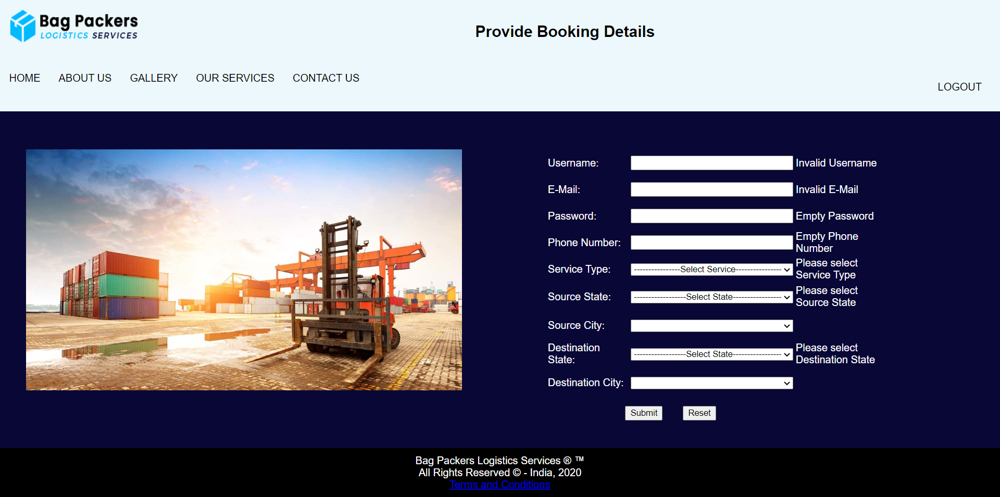 Bag Packers
LOGISTICS SERVICES
Provide Booking Details
HOME ABOUT US GALLERY OUR SERVICES CONTACT US
LOGOUT
Username: Invalid Username
E-Mail: Invalid E-Mail
Password: Empty Password
Phone Number: Empty Phone
Number
Service Type: ----------------Select Service---------------- Please select
Service Type
Source State: ------------------Select State----------------- Please select
Source State
Source City:
Destination
State: ------------------Select State----------------- Please select
Destination State
Destination City:
Submit Reset
Bag Packers Logistics Services ® ™
All Rights Reserved © - India, 2020
Terms and Conditions